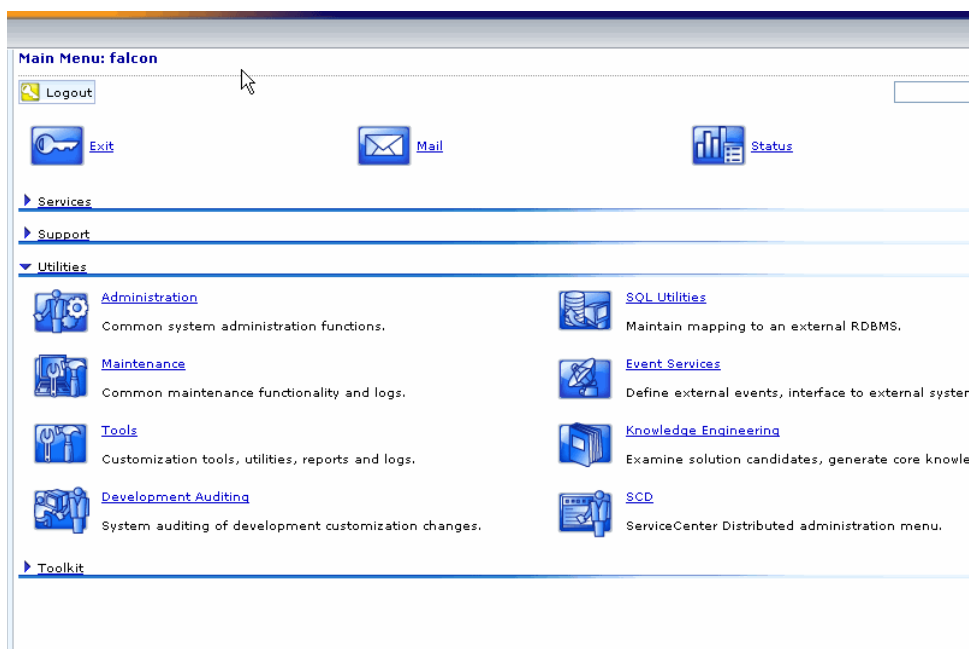 Main Menu: falcon
Logout
Exit
Mail
Status
Services
Support
Utilities
Administration
Common system administration functions.
SQL Utilities
Maintain mapping to an external RDBMS.
Maintenance
Common maintenance functionality and logs.
Event Services
Define external events, interface to external system
Tools
Customization tools, utilities, reports and logs.
Knowledge Engineering
Examine solution candidates, generate core knowle
Development Auditing
System auditing of development customization changes.
SCD
ServiceCenter Distributed administration menu.
Toolkit